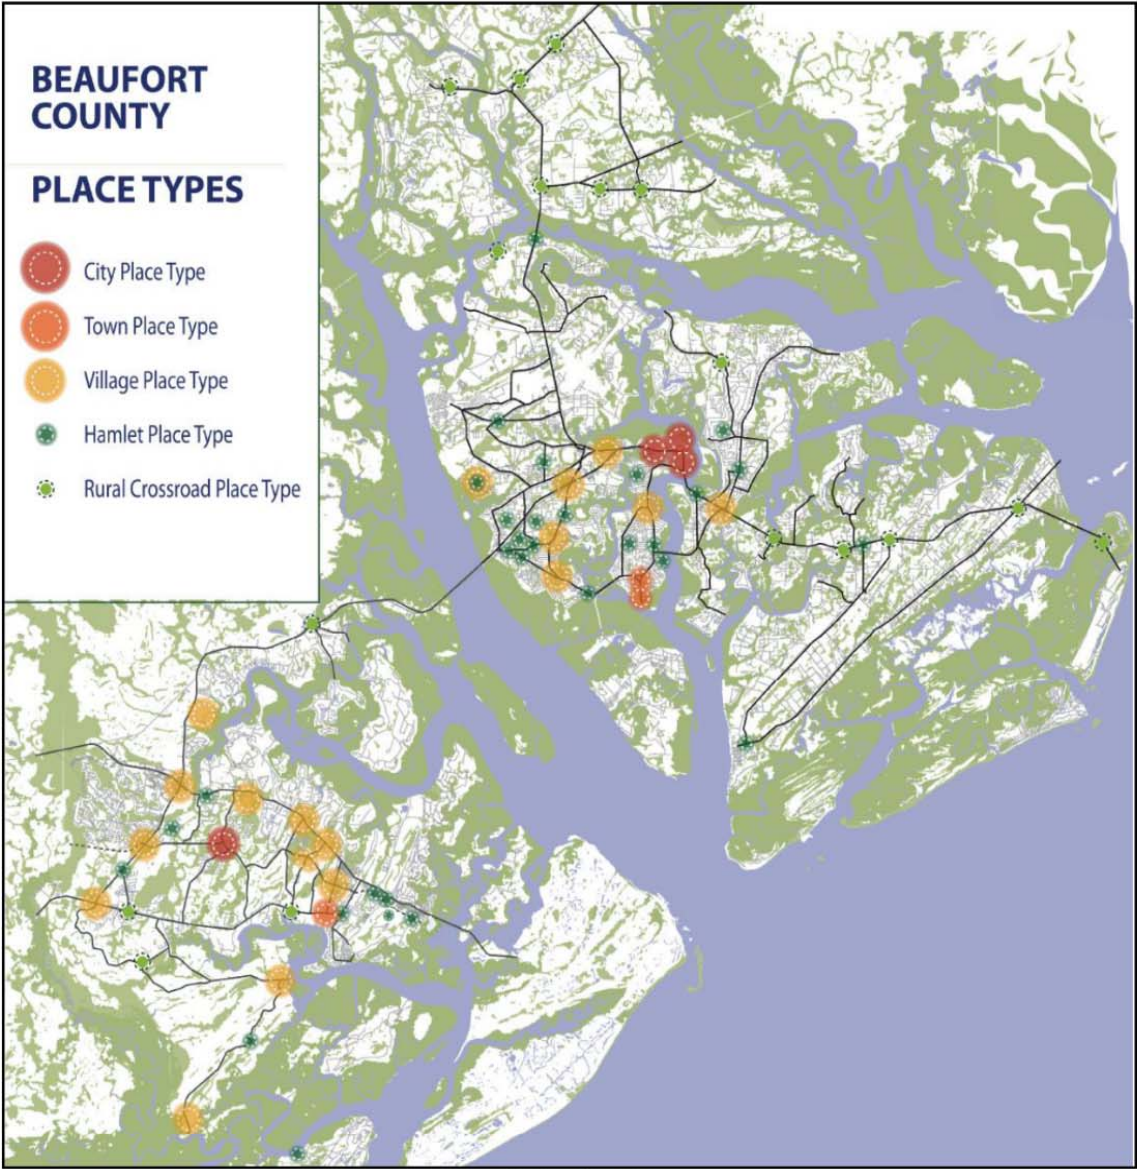 BEAUFORT
COUNTY
PLACE TYPES
City Place Type
Town Place Type
Village Place Type
Hamlet Place Type
Rural Crossroad Place Type